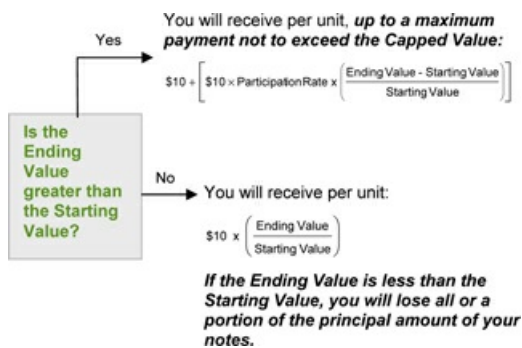 You will receive per unit, up to a maximum
payment not to exceed the Capped Value:
Yes
$10 + [ $10 × Participation Rate x ( Ending Value - Starting Value / Starting Value ) ]
Is the
Ending
Value
greater than
the Starting
Value?
No
You will receive per unit:
$10 x ( Ending Value / Starting Value )
If the Ending Value is less than the
Starting Value, you will lose all or a
portion of the principal amount of your
notes.